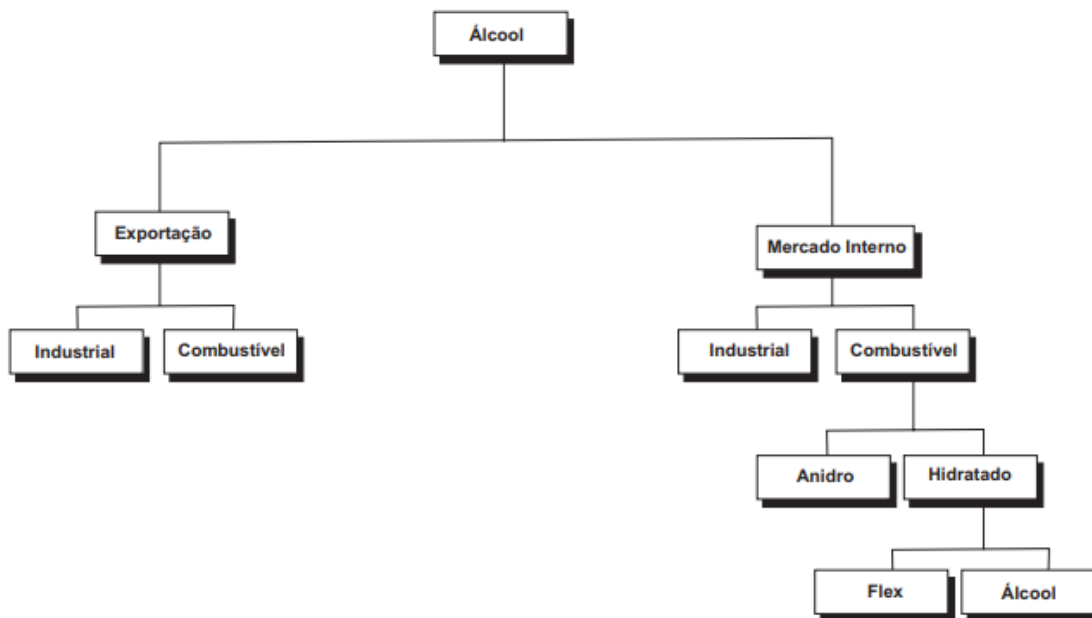 Álcool
Exportação
Mercado Interno
Industrial
Combustível
Industrial
Combustível
Anidro
Hidratado
Flex
Álcool